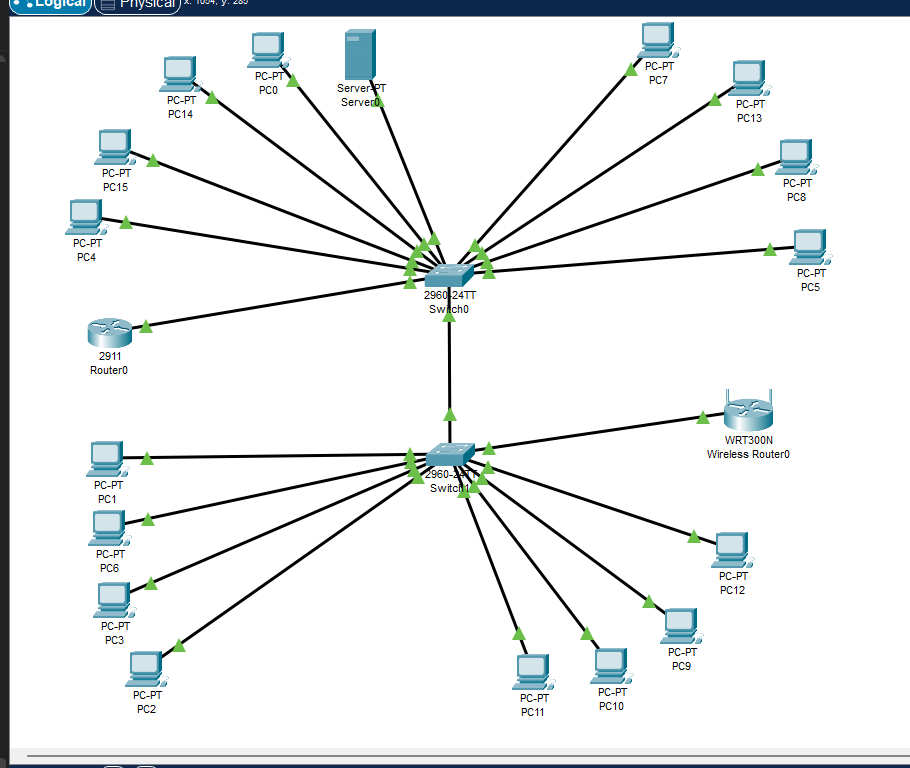 Logical
Physical
x: 1054, y: 285
PC-PT
PC14
PC-PT
PC0
Server-PT
Server0
PC-PT
PC7
PC-PT
PC13
PC-PT
PC15
PC-PT
PC8
PC-PT
PC4
PC-PT
PC5
2960-24TT
Switch0
2911
Router0
WRT300N
Wireless Router0
PC-PT
PC1
2960-24TT
Switch1
PC-PT
PC6
PC-PT
PC12
PC-PT
PC3
PC-PT
PC9
PC-PT
PC2
PC-PT
PC11
PC-PT
PC10